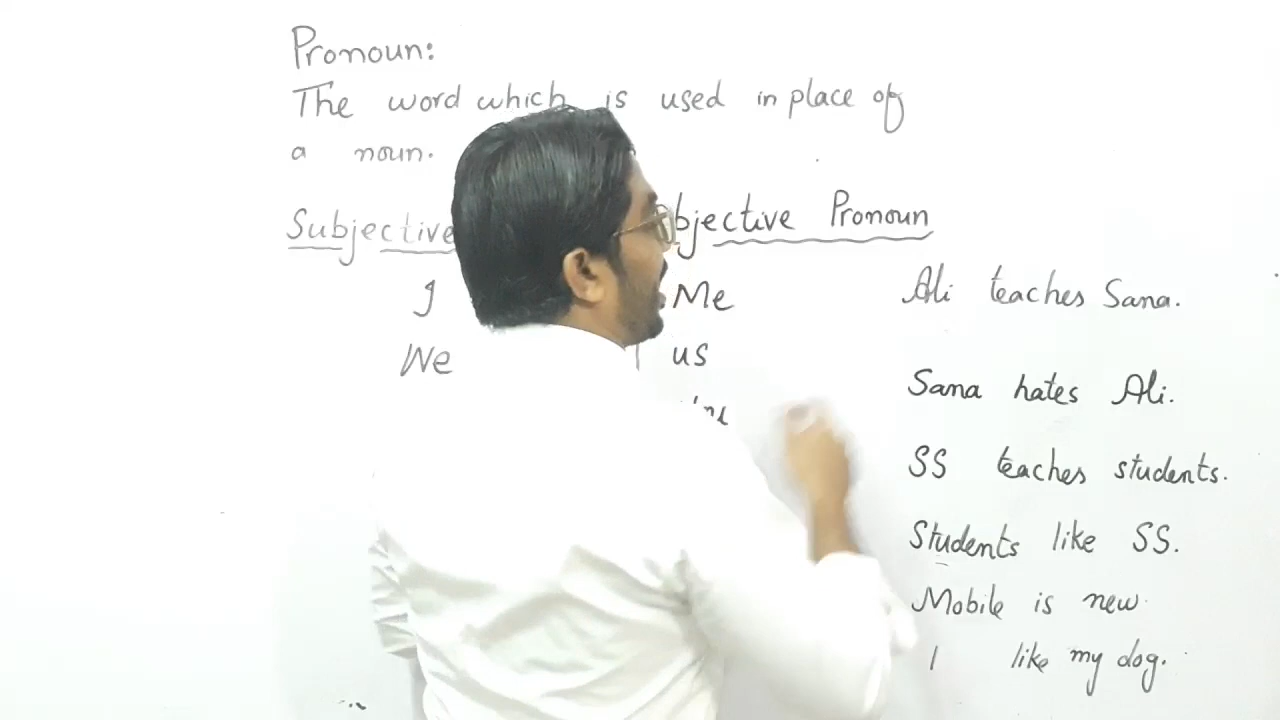 Pronoun:
The word which is used in place of
a noun.
Subjective bjective Pronoun
I Me
We us
Ali teaches Sana.
Sana hates Ali.
SS teaches students.
Students like SS.
Mobile is new.
I like my dog.